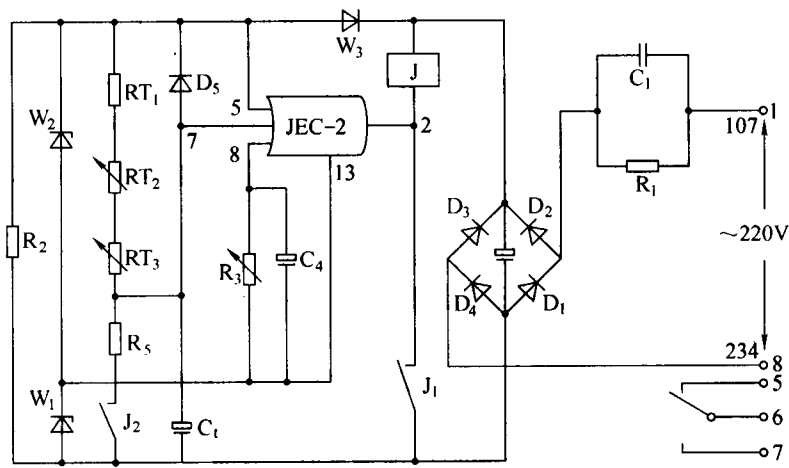 W₃
J
C₁
R₁
1
107
RT₁
D₅
5
JEC-2
2
W₂
7
8
13
RT₂
D₃
D₂
~220V
R₂
RT₃
R₃
C₄
D₄
D₁
R₅
234
8
5
W₁
J₂
Cₜ
J₁
6
7